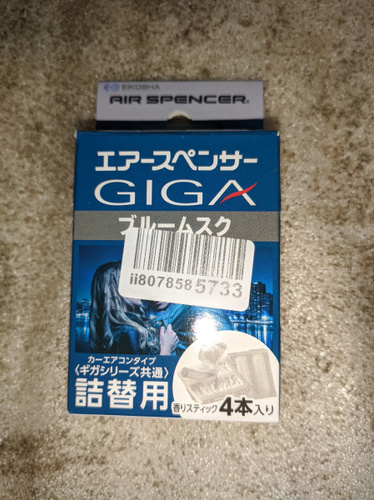 EIKOSHA
AIR SPENCER
エアースペンサー
GIGA
ブルームスク
ii8078585733
カーエアコンタイプ
〈ギガシリーズ共通〉
詰替用
香りスティック 4本入り